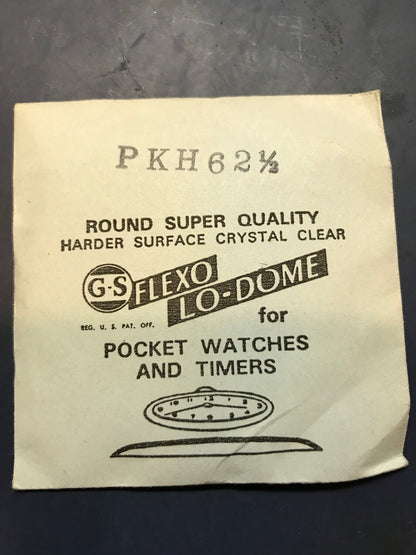 PKH62½
ROUND SUPER QUALITY
HARDER SURFACE CRYSTAL CLEAR
G-S FLEXO
LO-DOME
REG. U. S. PAT. OFF.
for
POCKET WATCHES
AND TIMERS